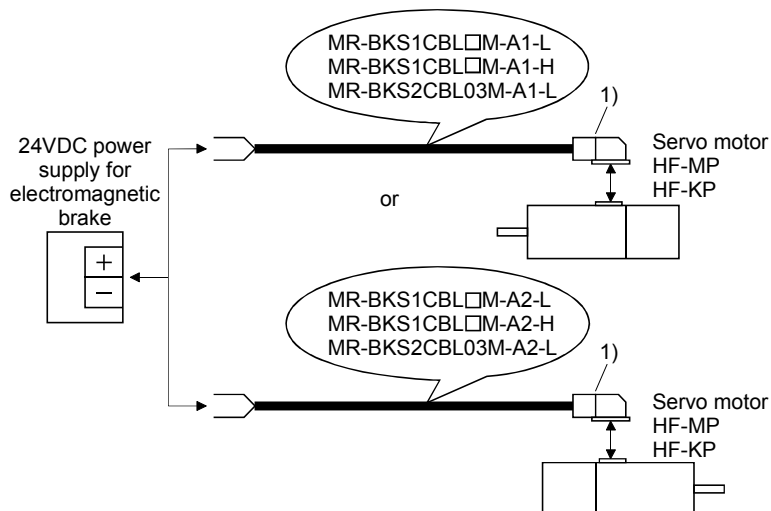 MR-BKS1CBL□M-A1-L
MR-BKS1CBL□M-A1-H
MR-BKS2CBL03M-A1-L
1)
24VDC power
supply for
electromagnetic
brake
Servo motor
HF-MP
HF-KP
or
+
−
MR-BKS1CBL□M-A2-L
MR-BKS1CBL□M-A2-H
MR-BKS2CBL03M-A2-L
1)
Servo motor
HF-MP
HF-KP